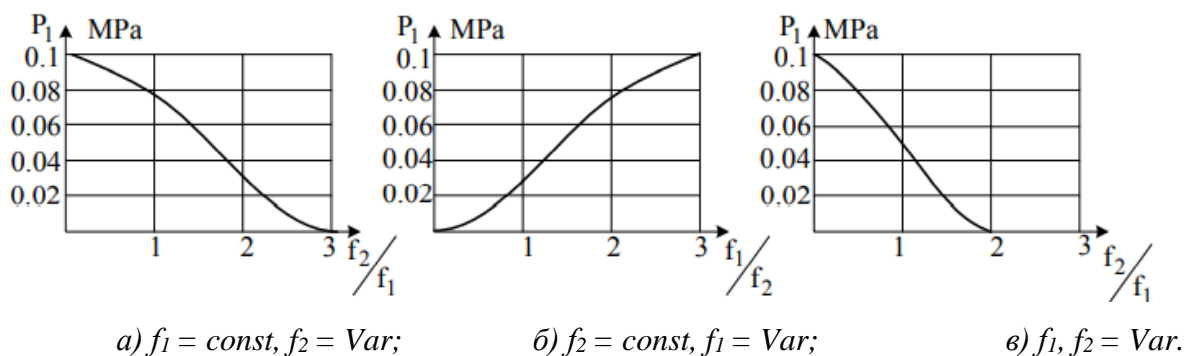 P1 MPa
0.1
0.08
0.06
0.04
0.02
1 2 3 f2/f1
P1 MPa
0.1
0.08
0.06
0.04
0.02
1 2 3 f1/f2
P1 MPa
0.1
0.08
0.06
0.04
0.02
1 2 3 f2/f1
а) f1 = const, f2 = Var; б) f2 = const, f1 = Var; в) f1, f2 = Var.